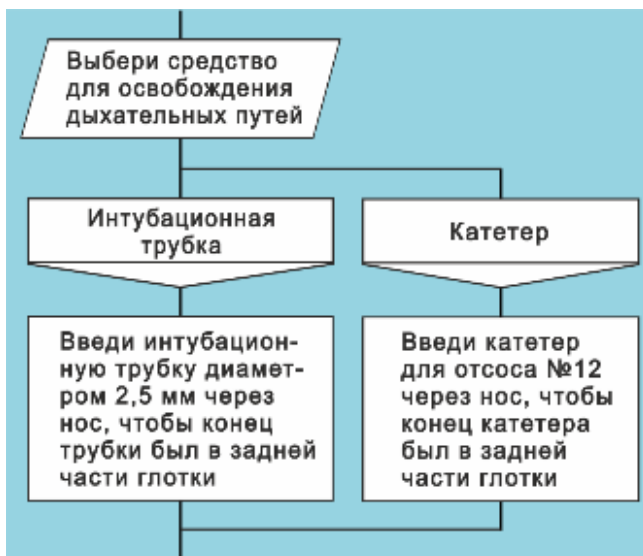 Выбери средство
для освобождения
дыхательных путей
Интубационная
трубка
Катетер
Введи интубацион-
ную трубку диамет-
ром 2,5 мм через
нос, чтобы конец
трубки был в задней
части глотки
Введи катетер
для отсоса №12
через нос, чтобы
конец катетера
был в задней
части глотки